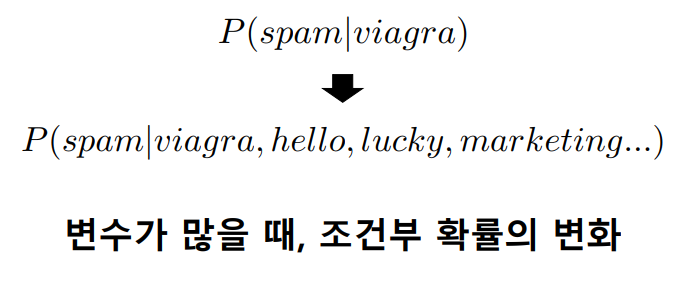 P(spam|viagra)
P(spam|viagra, hello, lucky, marketing...)
변수가 많을 때, 조건부 확률의 변화